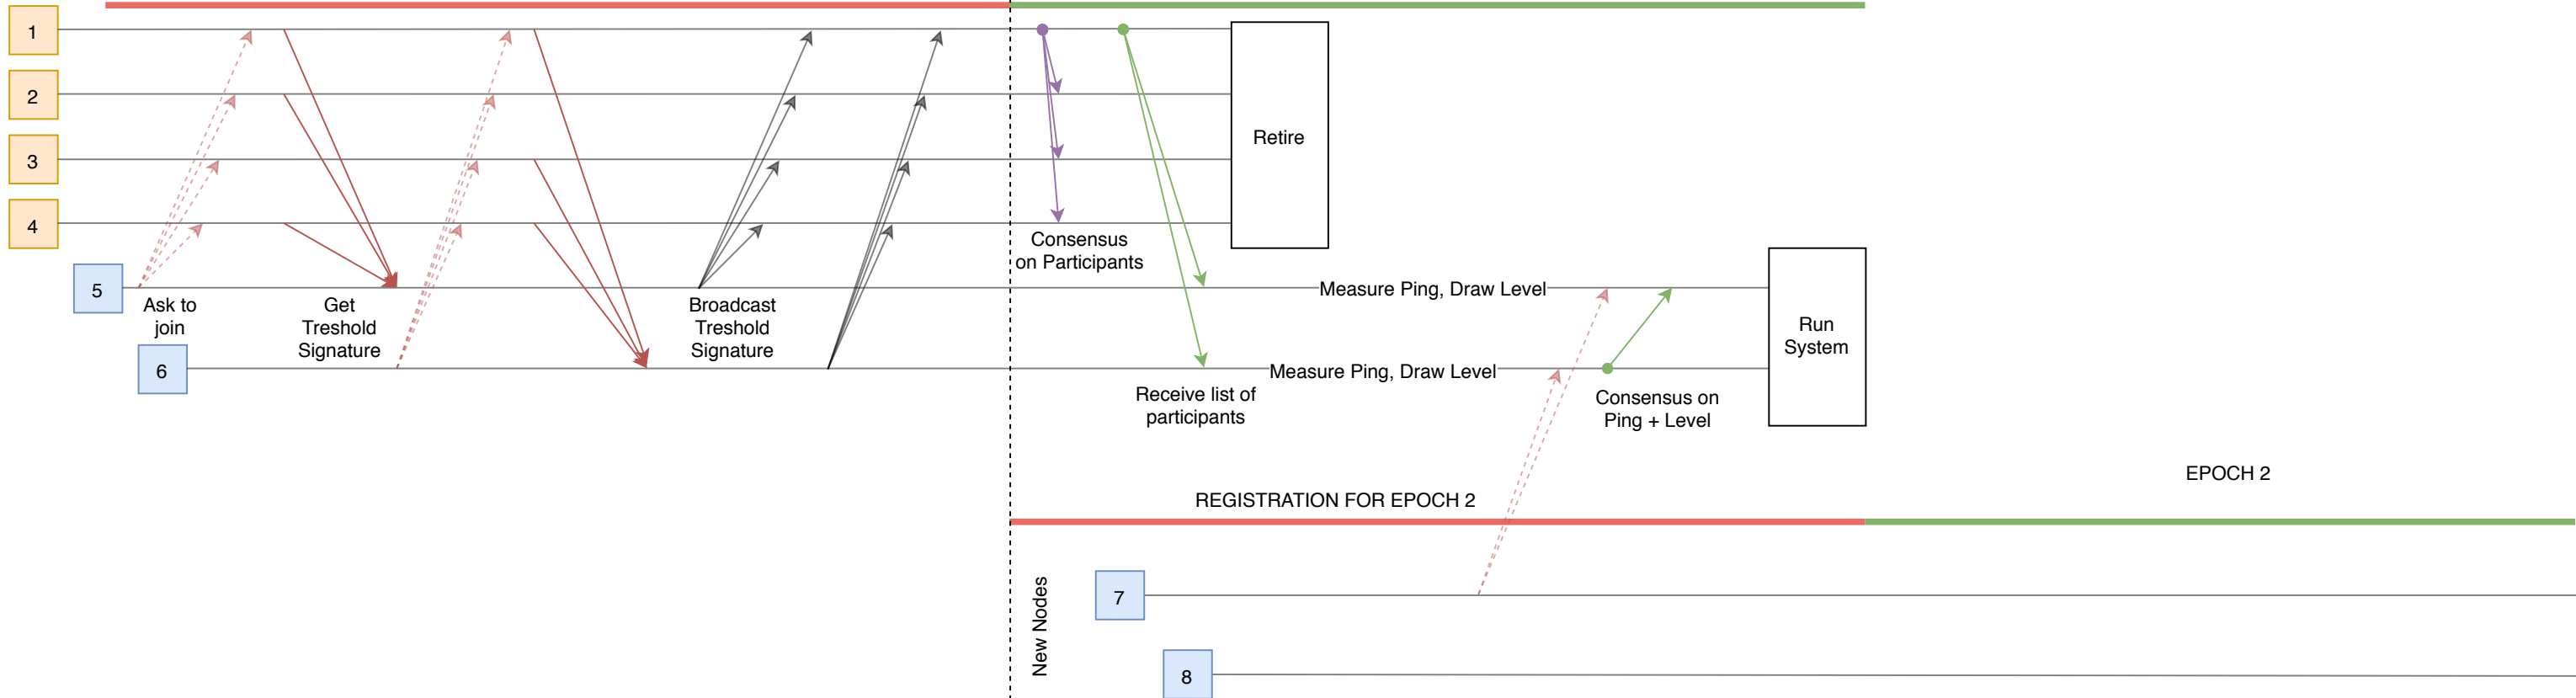 1
2
3
4
5
6
Ask to
join
Get
Treshold
Signature
Broadcast
Treshold
Signature
Consensus
on Participants
Retire
Receive list of
participants
Measure Ping, Draw Level
Measure Ping, Draw Level
Consensus on
Ping + Level
Run
System
REGISTRATION FOR EPOCH 2
EPOCH 2
New Nodes
7
8